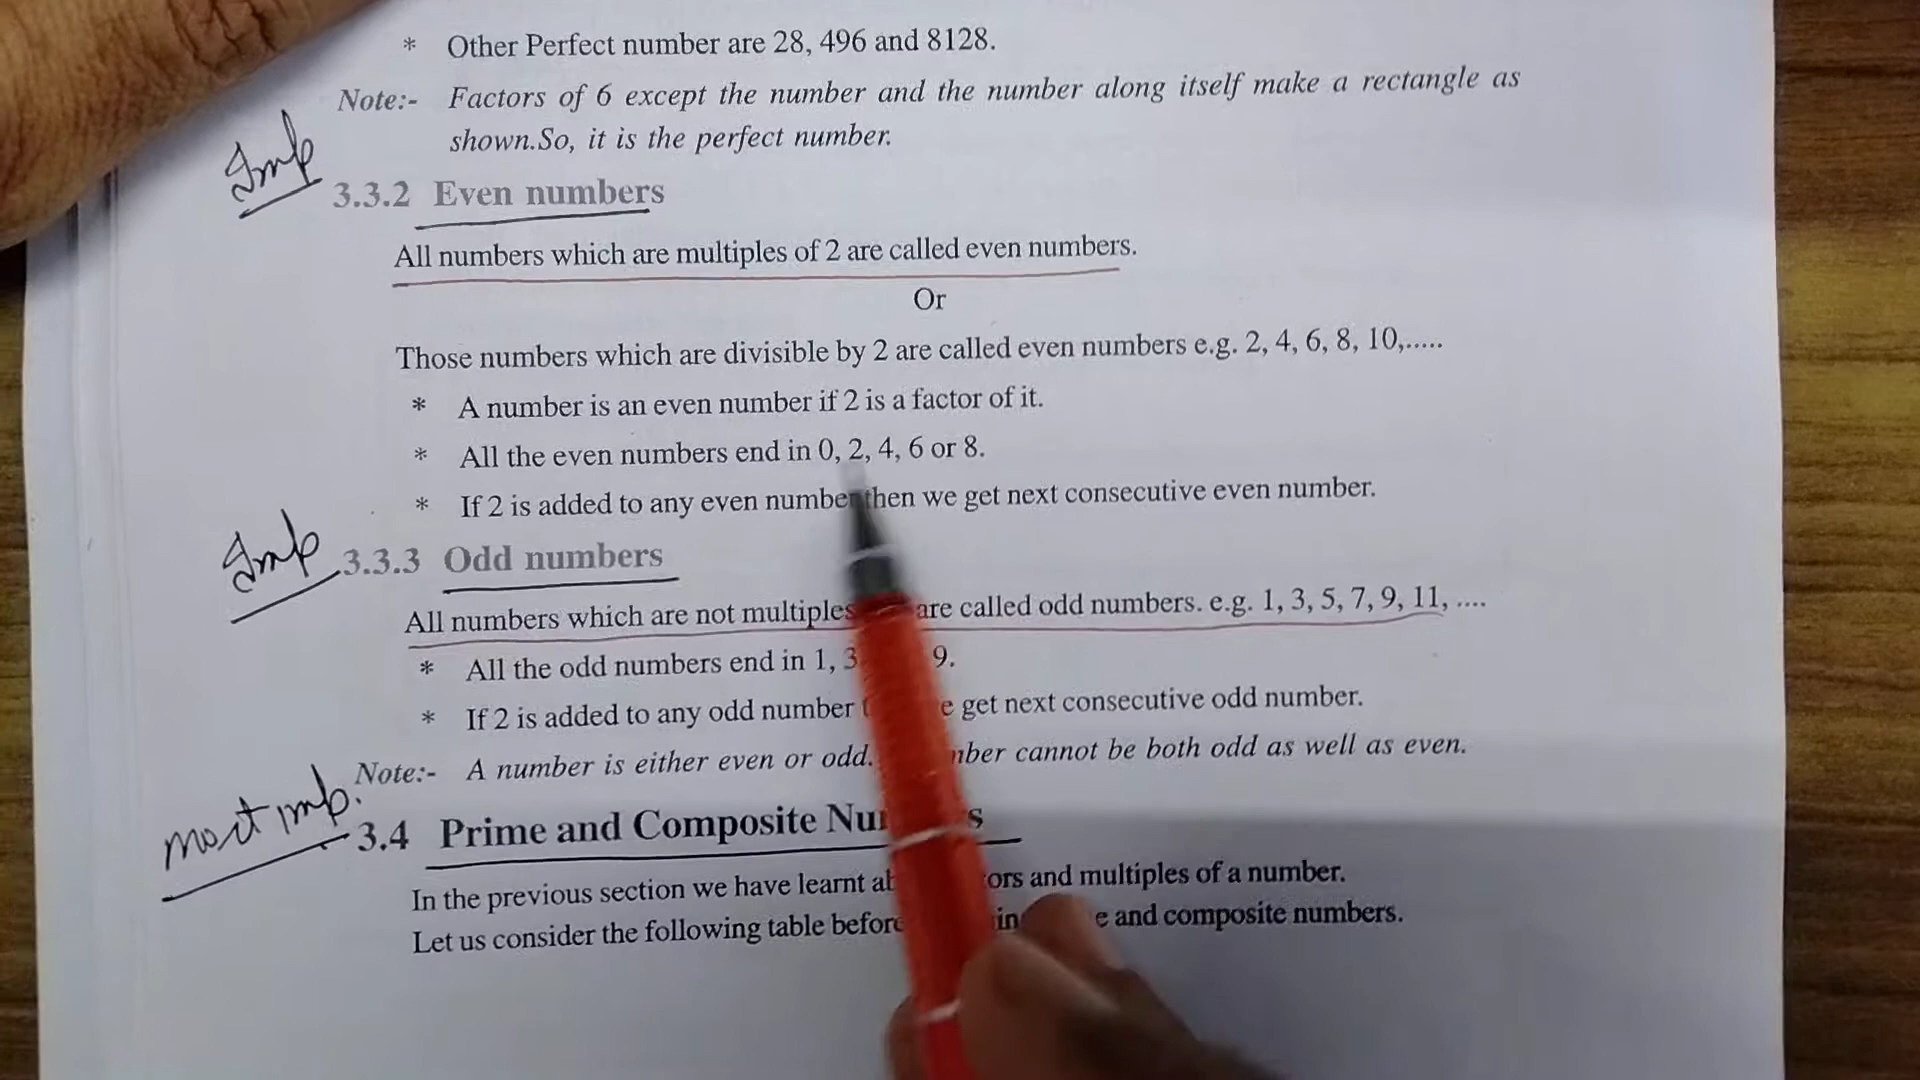 * Other Perfect number are 28, 496 and 8128.
Note:- Factors of 6 except the number and the number along itself make a rectangle as
shown.So, it is the perfect number.
Imp
3.3.2 Even numbers
All numbers which are multiples of 2 are called even numbers.
Or
Those numbers which are divisible by 2 are called even numbers e.g. 2, 4, 6, 8, 10,.....
* A number is an even number if 2 is a factor of it.
* All the even numbers end in 0, 2, 4, 6 or 8.
* If 2 is added to any even number then we get next consecutive even number.
Imp
3.3.3 Odd numbers
All numbers which are not multiples are called odd numbers. e.g. 1, 3, 5, 7, 9, 11, ....
* All the odd numbers end in 1, 3 9.
* If 2 is added to any odd number get next consecutive odd number.
Note:- A number is either even or odd. cannot be both odd as well as even.
most imp.
3.4 Prime and Composite
In the previous section we have learnt and multiples of a number.
Let us consider the following table and composite numbers.